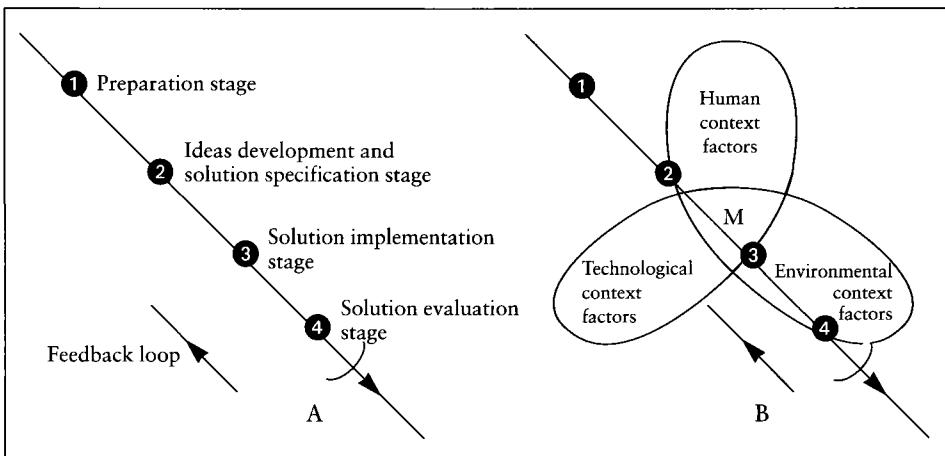 1 Preparation stage
2 Ideas development and
solution specification stage
3 Solution implementation
stage
4 Solution evaluation
stage
Feedback loop
A
1
Human
context
factors
2
M
3
Technological
context
factors
Environmental
context
factors
4
B